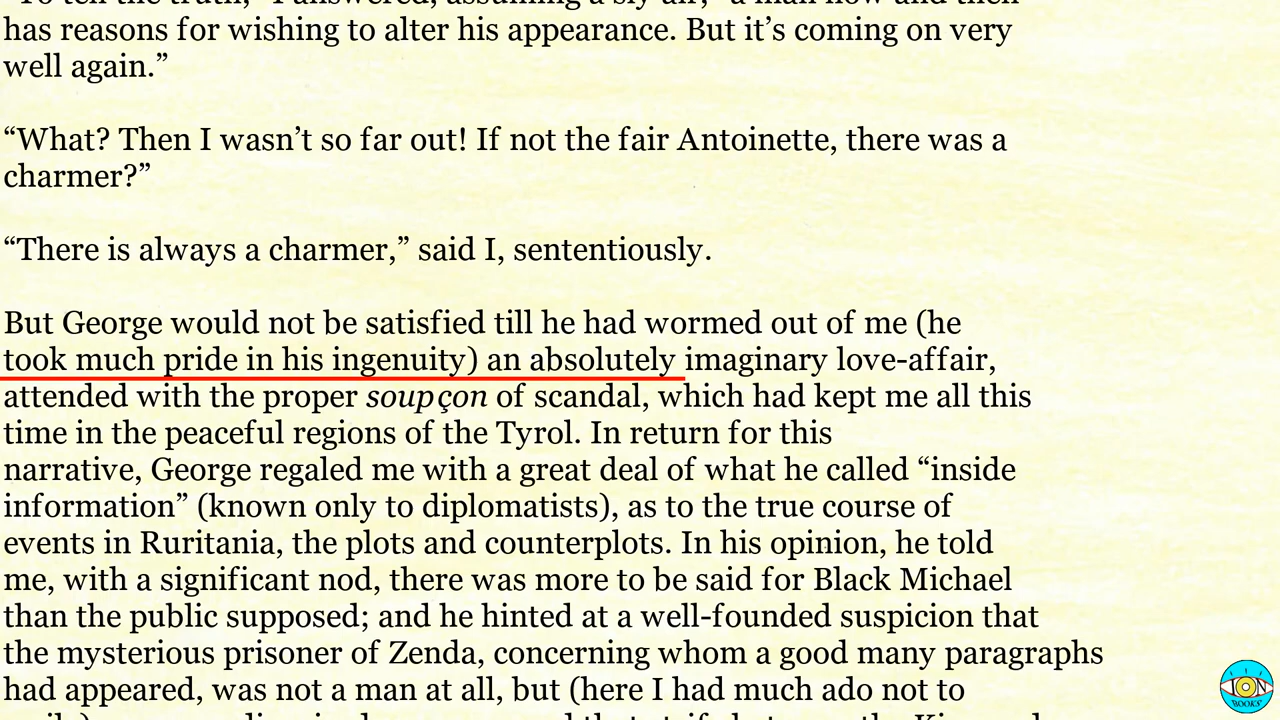 has reasons for wishing to alter his appearance. But it’s coming on very
well again.”
“What? Then I wasn’t so far out! If not the fair Antoinette, there was a
charmer?”
“There is always a charmer,” said I, sententiously.
But George would not be satisfied till he had wormed out of me (he
took much pride in his ingenuity) an absolutely imaginary love-affair,
attended with the proper soupçon of scandal, which had kept me all this
time in the peaceful regions of the Tyrol. In return for this
narrative, George regaled me with a great deal of what he called “inside
information” (known only to diplomatists), as to the true course of
events in Ruritania, the plots and counterplots. In his opinion, he told
me, with a significant nod, there was more to be said for Black Michael
than the public supposed; and he hinted at a well-founded suspicion that
the mysterious prisoner of Zenda, concerning whom a good many paragraphs
had appeared, was not a man at all, but (here I had much ado not to
ION
BOOKS